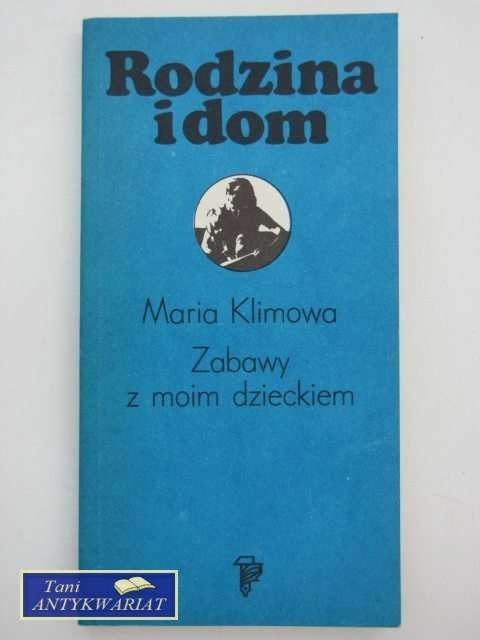 Rodzina
i dom
Maria Klimowa
Zabawy
z moim dzieckiem
Tani
ANTYKWARIAT